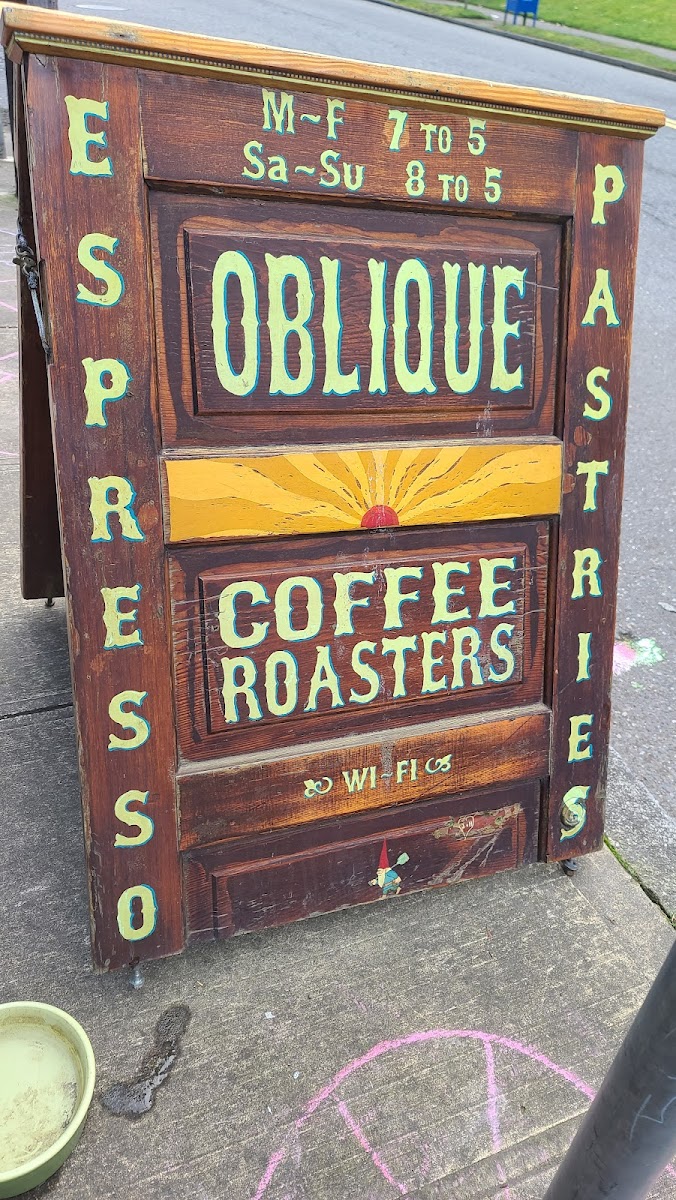 M~F 7 TO 5
Sa~Su 8 TO 5
ESPRESSO
OBLIQUE
COFFEE
ROASTERS
WI~FI
PASTRIES